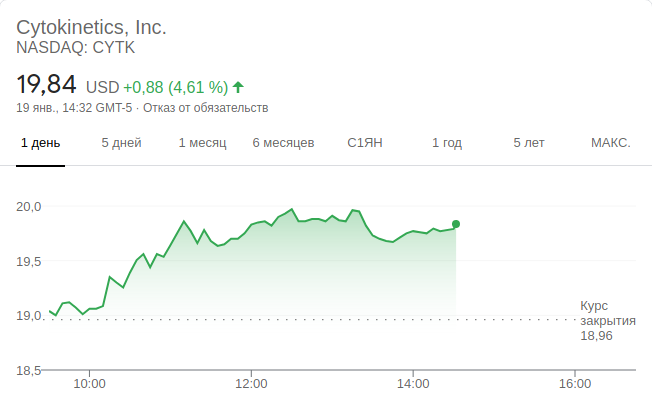 Cytokinetics, Inc.
NASDAQ: CYTK
19,84 USD +0,88 (4,61 %)
19 янв., 14:32 GMT-5 · Отказ от обязательств
1 день 5 дней 1 месяц 6 месяцев С1ЯН 1 год 5 лет МАКС.
20,0
19,5
19,0
Курс
закрытия
18,96
18,5
10:00 12:00 14:00 16:00